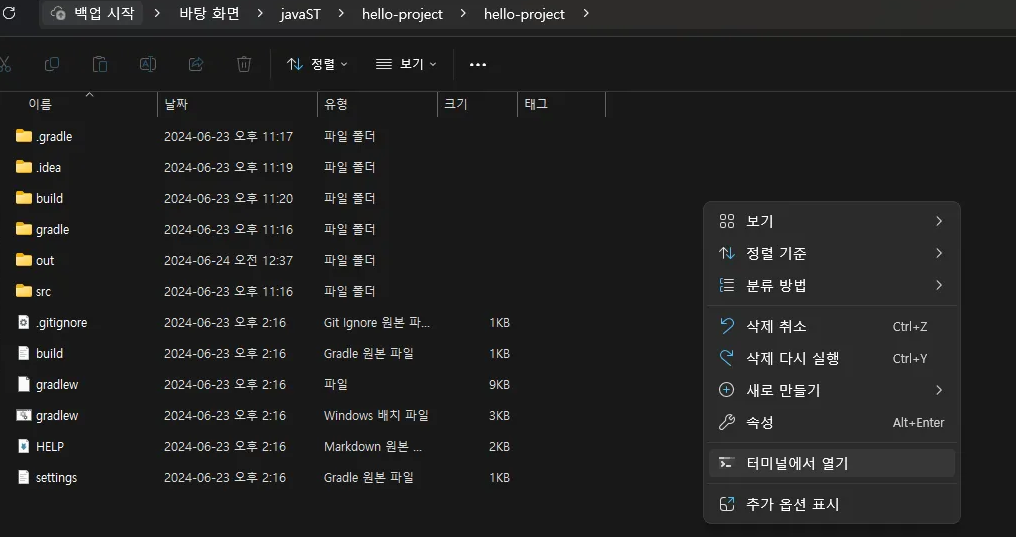 백업 시작 > 바탕 화면 > javaST > hello-project > hello-project >
정렬 보기
이름 날짜 유형 크기 태그
.gradle 2024-06-23 오후 11:17 파일 폴더
.idea 2024-06-23 오후 11:19 파일 폴더
build 2024-06-23 오후 11:20 파일 폴더
gradle 2024-06-23 오후 11:16 파일 폴더
out 2024-06-24 오전 12:37 파일 폴더
src 2024-06-23 오후 11:16 파일 폴더
.gitignore 2024-06-23 오후 2:16 Git Ignore 원본 파... 1KB
build 2024-06-23 오후 2:16 Gradle 원본 파일 1KB
gradlew 2024-06-23 오후 2:16 파일 9KB
gradlew 2024-06-23 오후 2:16 Windows 배치 파일 3KB
HELP 2024-06-23 오후 2:16 Markdown 원본 ... 2KB
settings 2024-06-23 오후 2:16 Gradle 원본 파일 1KB
보기
정렬 기준
분류 방법
삭제 취소 Ctrl+Z
삭제 다시 실행 Ctrl+Y
새로 만들기
속성 Alt+Enter
터미널에서 열기
추가 옵션 표시